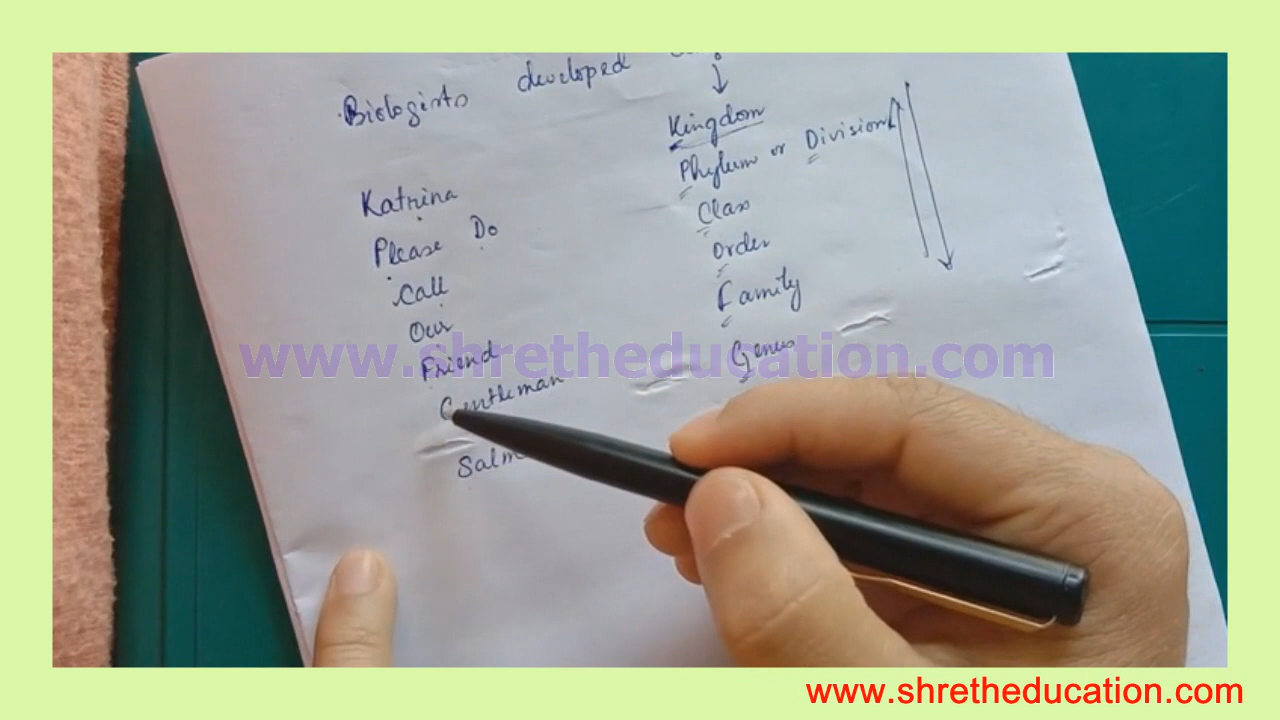 Biologists developed
Kingdom
Phylum or Division
Class
Order
Family
Genus
Katrina
Please Do
Call
Our
Friend
Gentleman
Salm
www.shretheducation.com
www.shretheducation.com